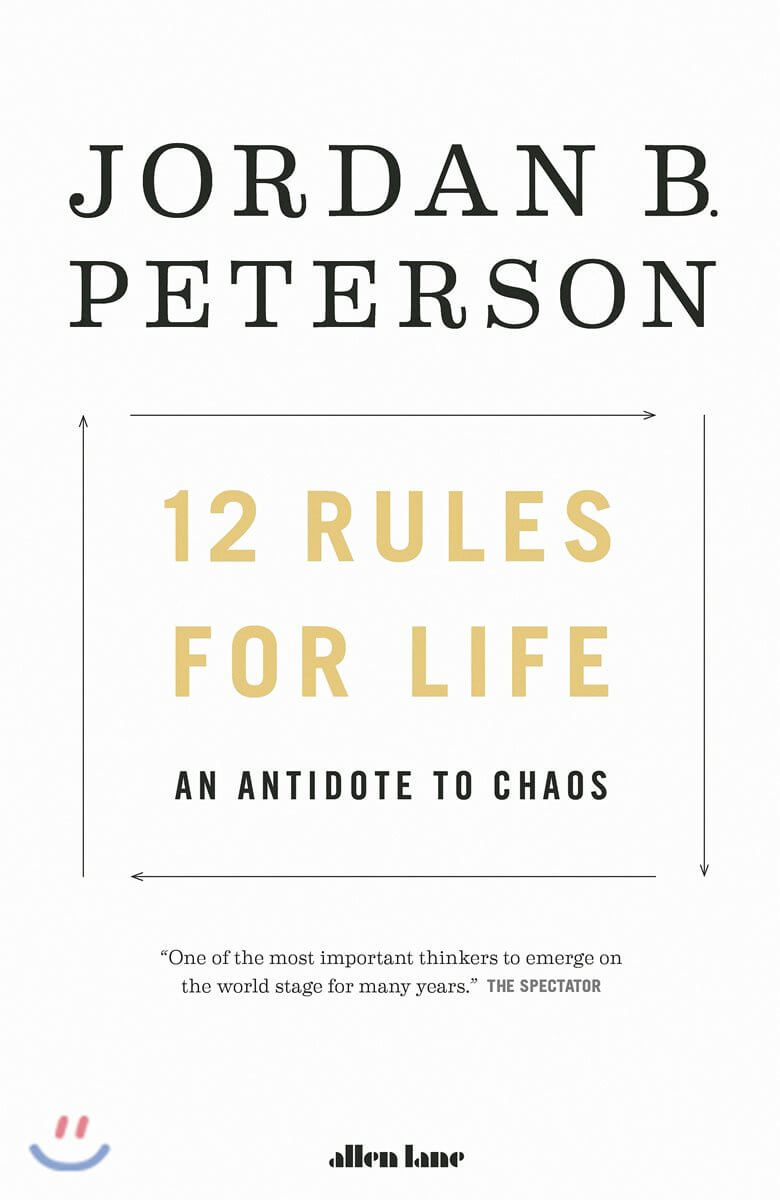 JORDAN B.
PETERSON
12 RULES
FOR LIFE
AN ANTIDOTE TO CHAOS
“One of the most important thinkers to emerge on
the world stage for many years.” THE SPECTATOR
allen lane